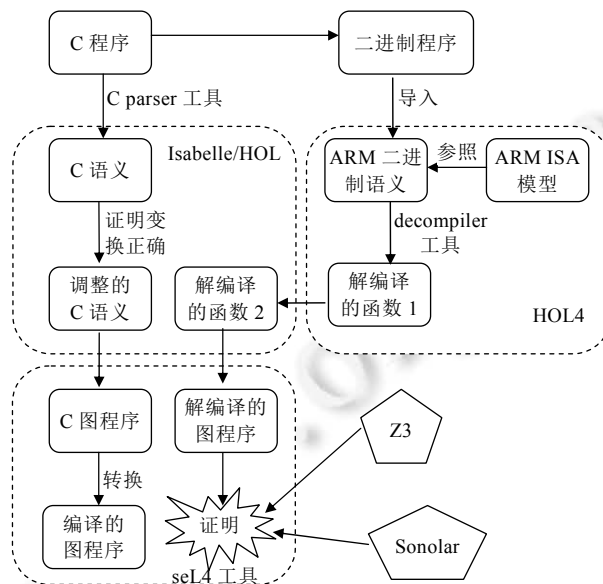 C 程序
二进制程序
C parser 工具
导入
Isabelle/HOL
C 语义
ARM 二进
制语义
参照
ARM ISA
模型
证明变
换正确
decompiler
工具
调整的
C 语义
解编译
的函数 2
解编译
的函数 1
HOL4
C 图程序
解编译的
图程序
Z3
转换
编译的
图程序
证明
Sonolar
seL4 工具